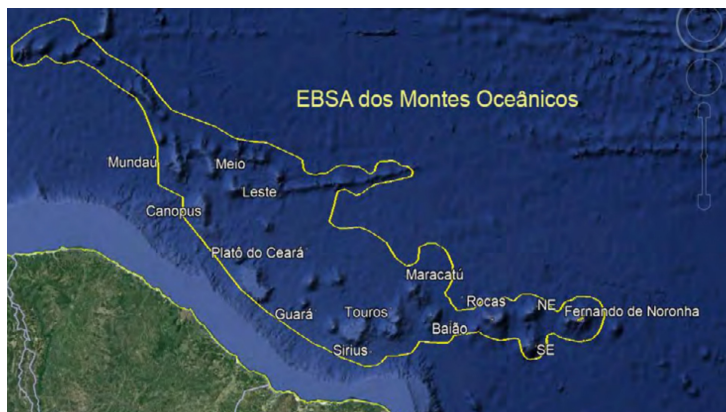 EBSA dos Montes Oceânicos
Mundaú
Meio
Leste
Canopus
Platô do Ceará
Maracatú
Guará
Touros
Rocas
NE
Fernando de Noronha
Baião
Sirius
SE